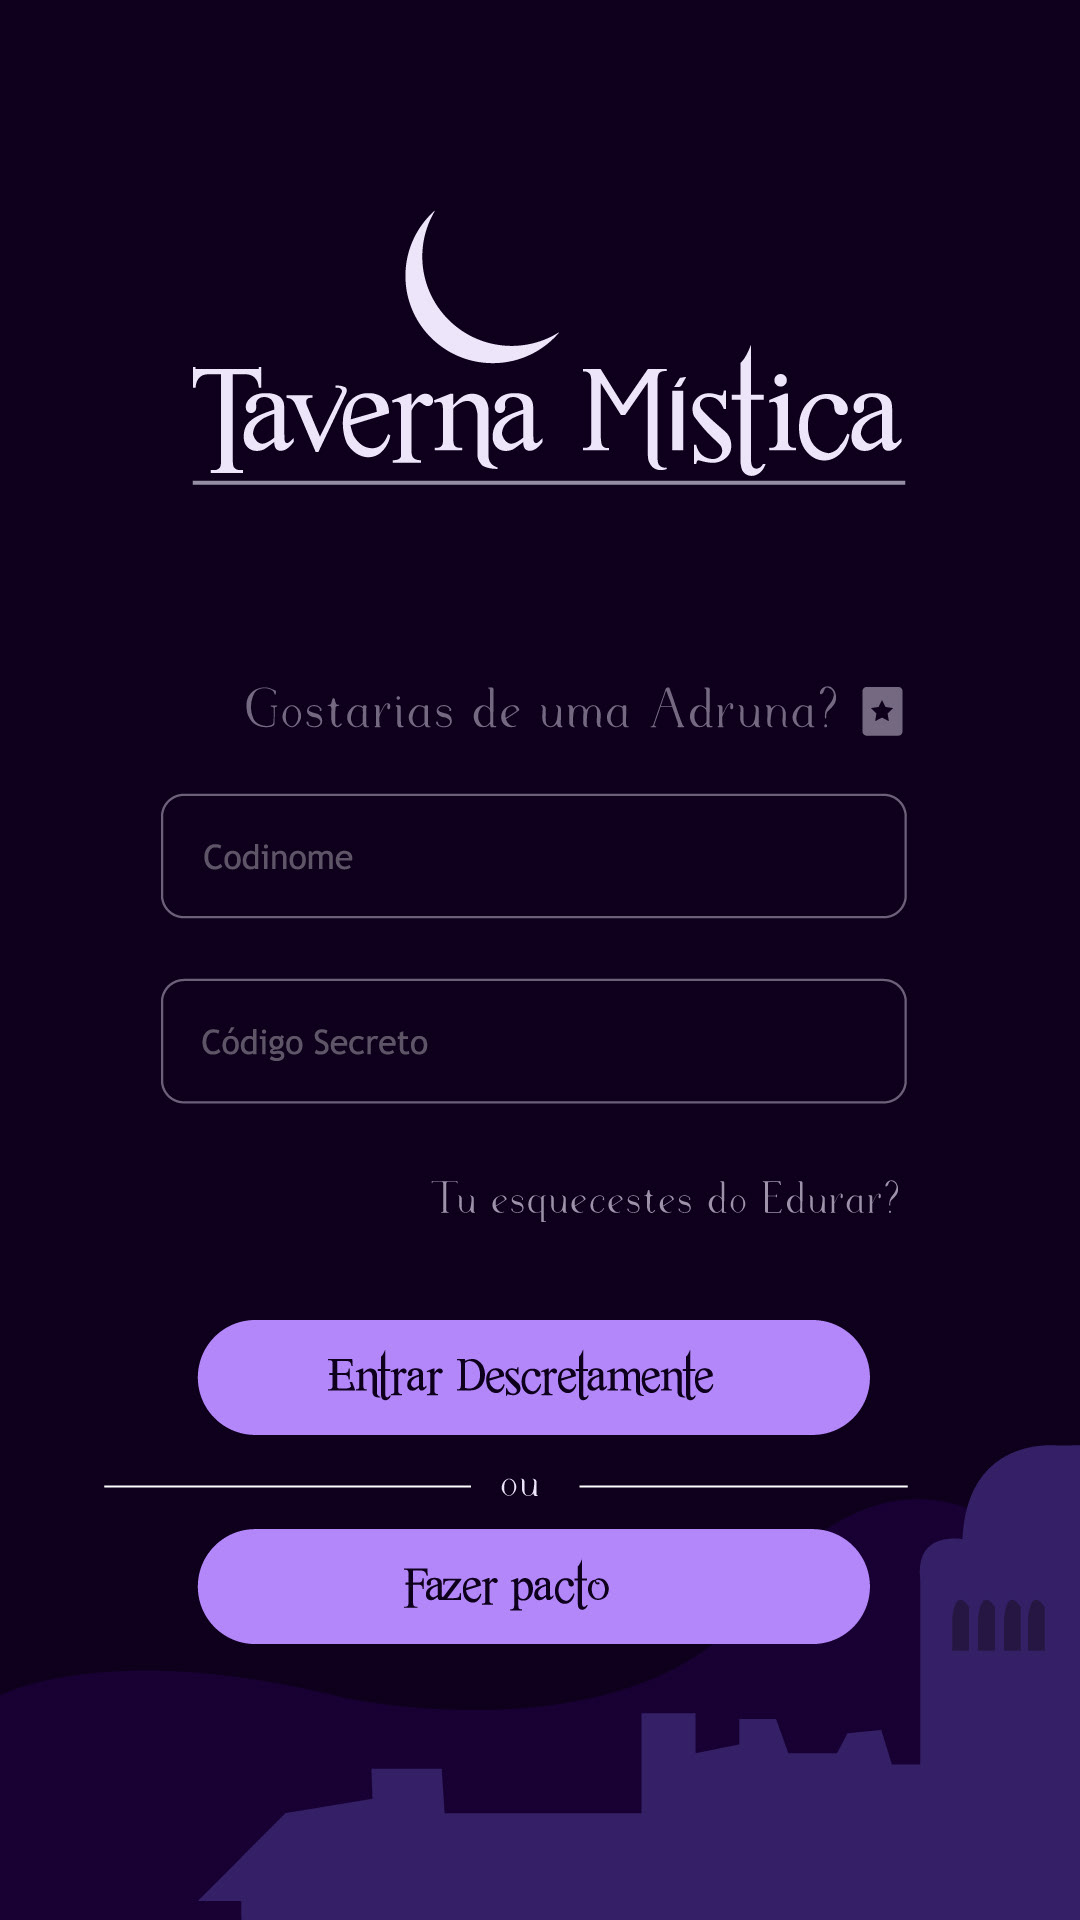 Taverna Mística
Gostarias de uma Adruna?
Codinome
Código Secreto
Tu esquecestes do Edurar?
Entrar Descretamente
ou
Fazer pacto